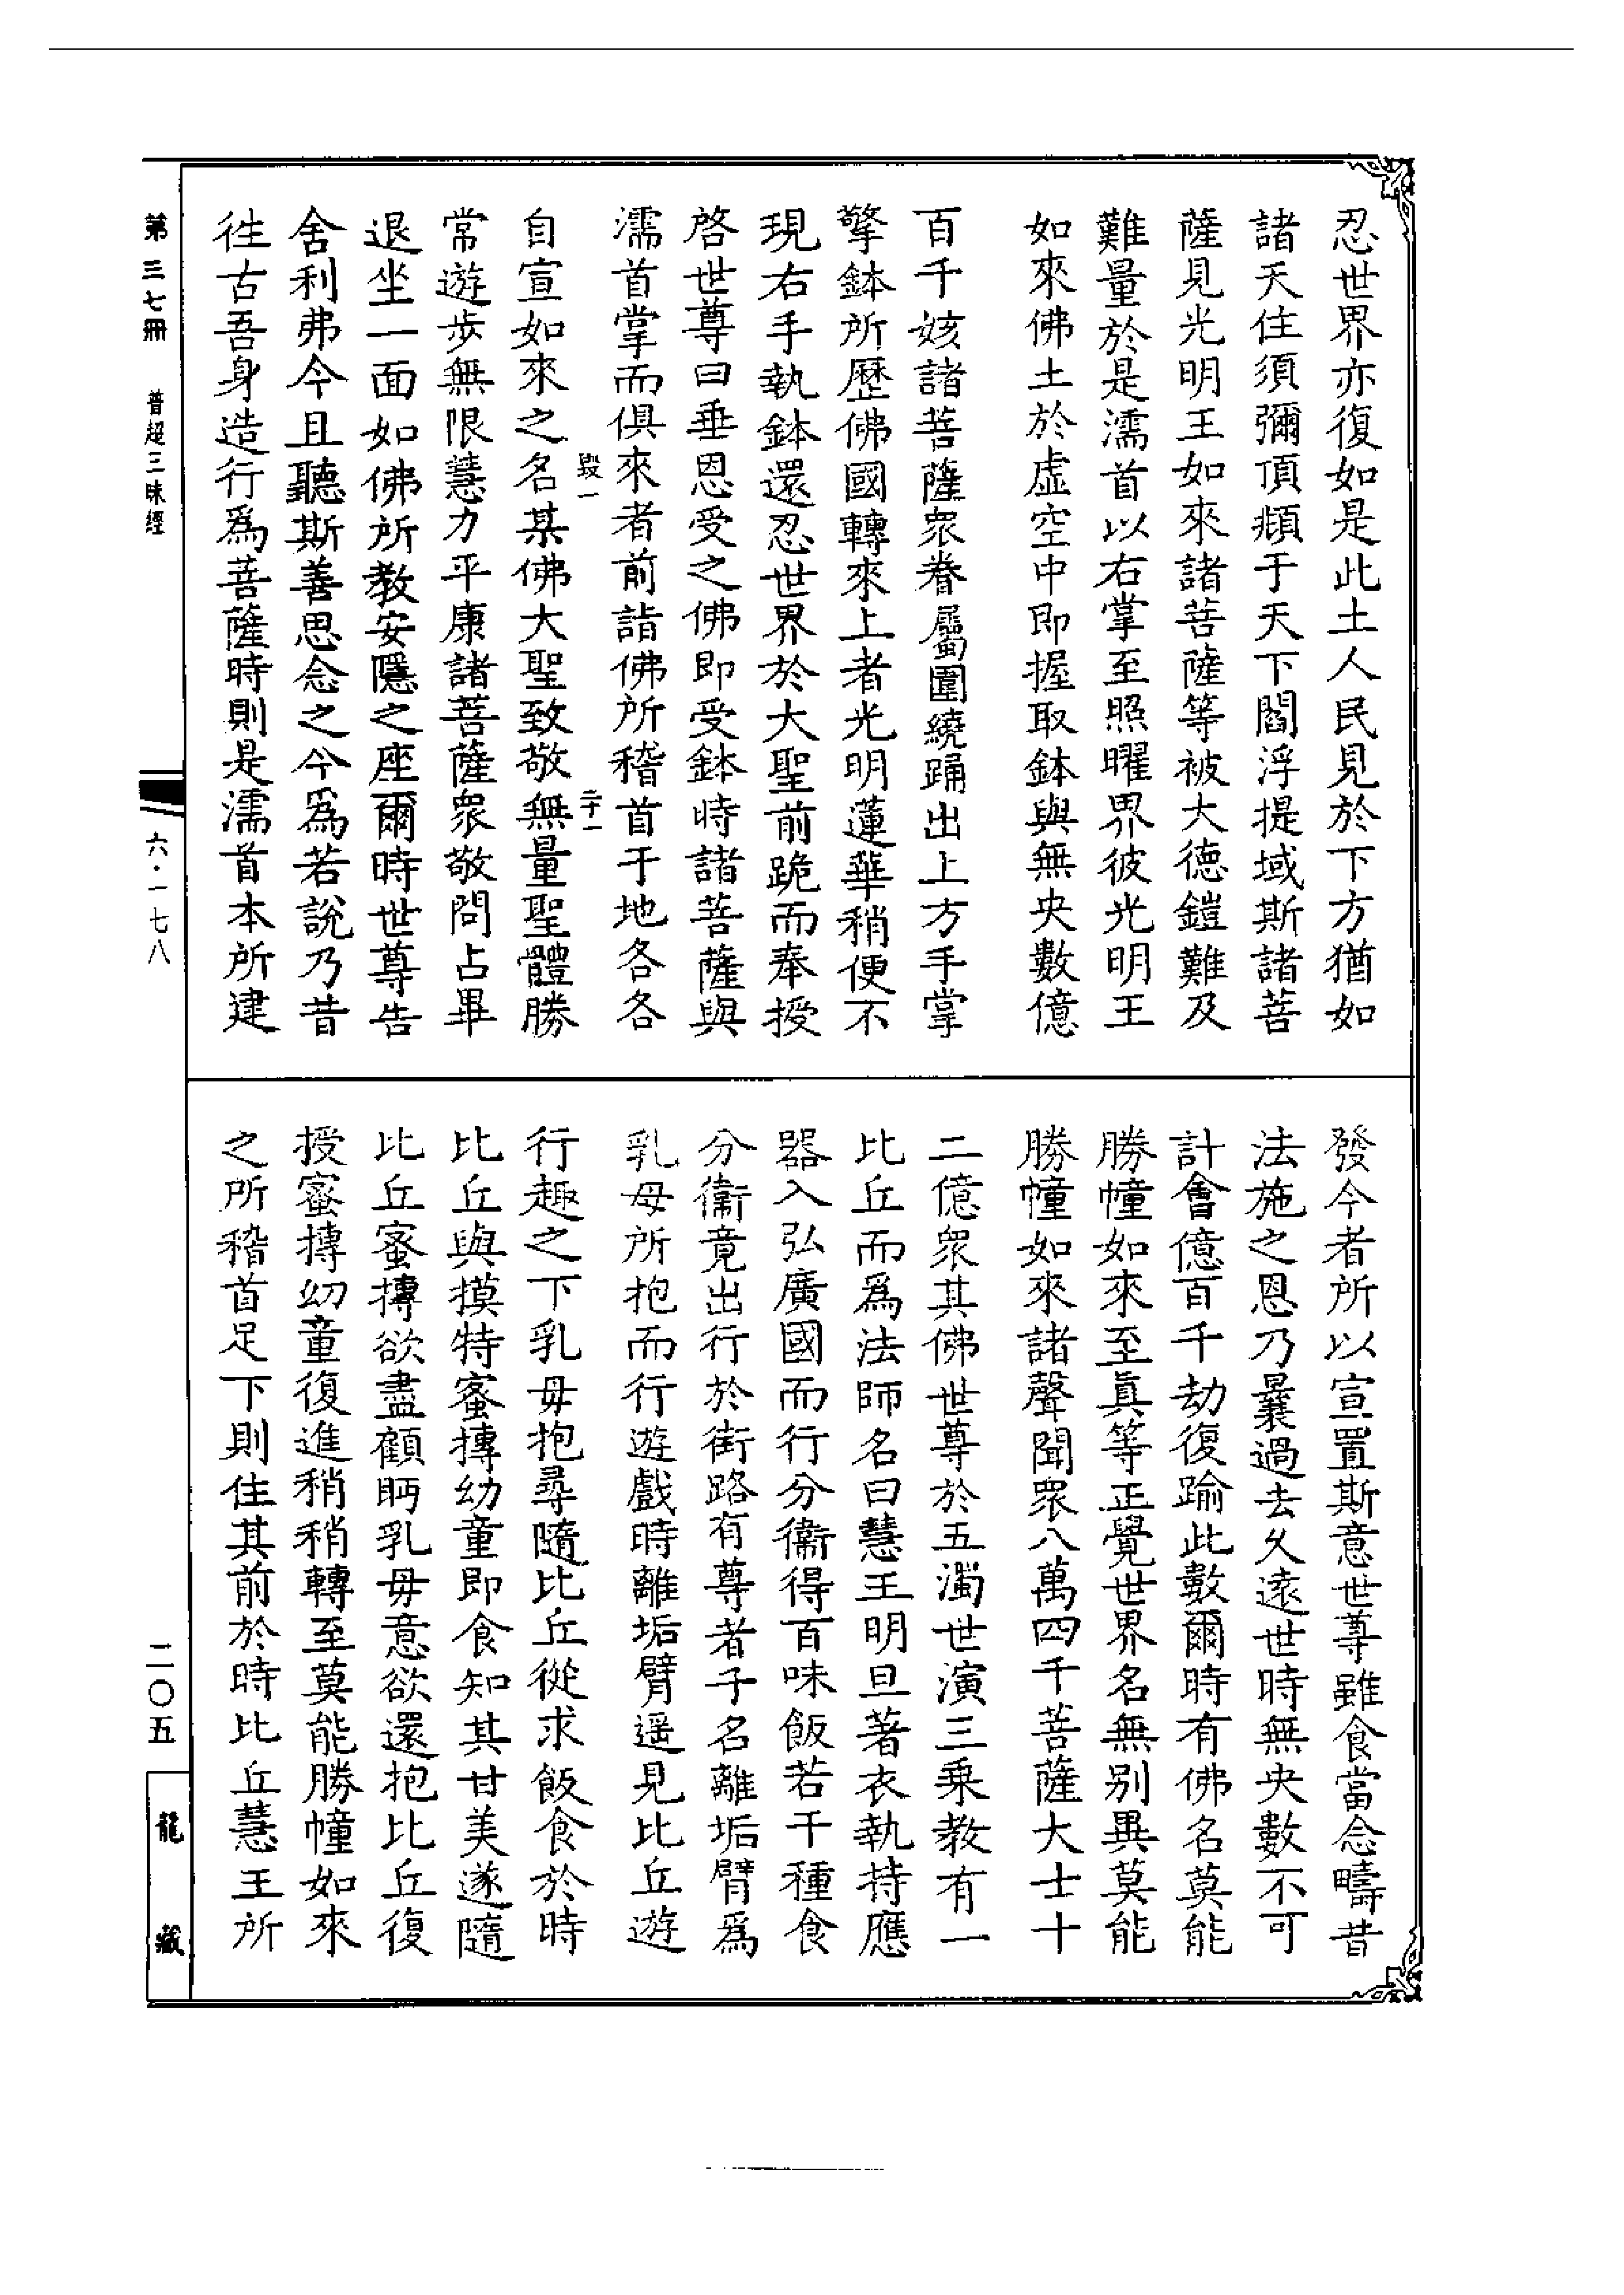 忍世界亦復如是此土人民見於下方猶如
諸天住須彌頂頫于天下閻浮提域斯諸菩
薩見光明王如來諸菩薩等被大德鎧難及
難量於是濡首以右掌至照曜界彼光明王
如來佛土於虛空中即握取鉢與無央數億
百千姟諸菩薩眾眷屬圍繞踊出上方手掌
擎鉢所歷佛國轉來上者光明蓮華稍便不
現右手執鉢還忍世界於大聖前跪而奉授
啓世尊曰垂恩受之佛即受鉢時諸菩薩與
濡首掌而俱來者前詣佛所稽首于地各各
毀一
二十一
自宣如來之名某佛大聖致敬無量聖體勝
常遊步無限慧力平康諸菩薩眾敬問占畢
退坐一面如佛所教安隱之座爾時世尊告
舍利弗今且聽斯善思念之今爲若說乃昔
徃古吾身造行爲菩薩時則是濡首本所建
發今者所以宣置斯意世尊雖食當念疇昔
法施之恩乃曩過去久遠世時無央數不可
計會億百千劫復踰此數爾時有佛名莫能
勝幢如來至真等正覺世界名無別異莫能
勝幢如來諸聲聞眾八萬四千菩薩大士十
二億眾其佛世尊於五濁世演三乘教有一
比丘而爲法師名曰慧王明旦著衣執持應
器入弘廣國而行分衞得百味飯若干種食
分衞竟出行於街路有尊者子名離垢臂爲
乳母所抱而行遊戲時離垢臂遥見比丘遊
行趣之下乳母抱尋隨比丘從求飯食於時
比丘與摸特蜜摶幼童即食知其甘美遂隨
比丘蜜摶欲盡顧眄乳母意欲還抱比丘復
授蜜摶幼童復進稍稍轉至莫能勝幢如來
之所稽首足下則住其前於時比丘慧王所
第三七冊
普超三昧經
六·一七八
二〇五
龍藏